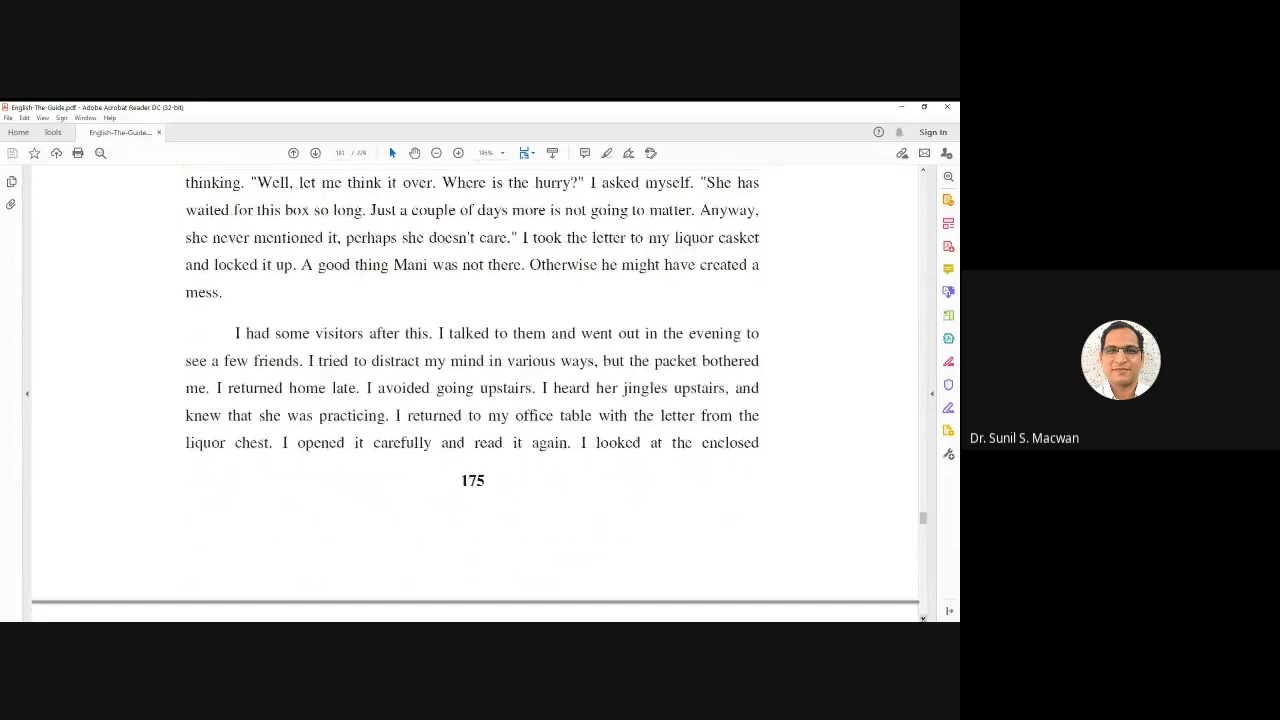 English-The-Guide.pdf - Adobe Acrobat Reader DC (32-bit)
File Edit View Sign Window Help
Home Tools English-The-Guide.... × Sign In
181 / 229 195%
thinking. "Well, let me think it over. Where is the hurry?" I asked myself. "She has
waited for this box so long. Just a couple of days more is not going to matter. Anyway,
she never mentioned it, perhaps she doesn't care." I took the letter to my liquor casket
and locked it up. A good thing Mani was not there. Otherwise he might have created a
mess.
I had some visitors after this. I talked to them and went out in the evening to
see a few friends. I tried to distract my mind in various ways, but the packet bothered
me. I returned home late. I avoided going upstairs. I heard her jingles upstairs, and
knew that she was practicing. I returned to my office table with the letter from the
liquor chest. I opened it carefully and read it again. I looked at the enclosed
175
Dr. Sunil S. Macwan